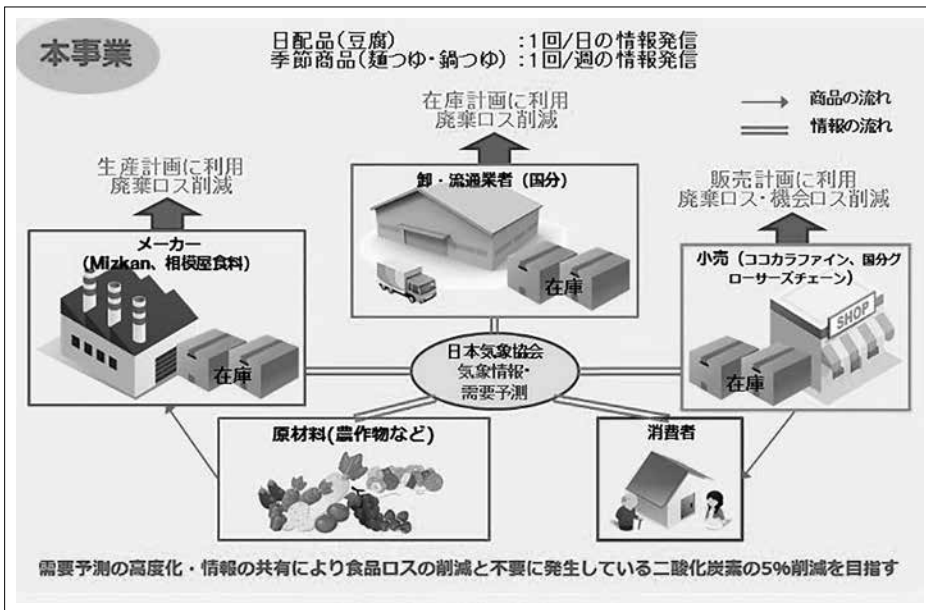 本事業
日配品(豆腐) :1回/日の情報発信
季節商品(麺つゆ・鍋つゆ) :1回/週の情報発信
商品の流れ
情報の流れ
在庫計画に利用
廃棄ロス削減
生産計画に利用
廃棄ロス削減
販売計画に利用
廃棄ロス・機会ロス削減
卸・流通業者(国分)
在庫
メーカー
(Mizkan、相模屋食料)
在庫
小売(ココカラファイン、国分グ
ローサーズチェーン)
SHOP
在庫
日本気象協会
気象情報・
需要予測
原材料(農作物など)
消費者
需要予測の高度化・情報の共有により食品ロスの削減と不要に発生している二酸化炭素の5%削減を目指す